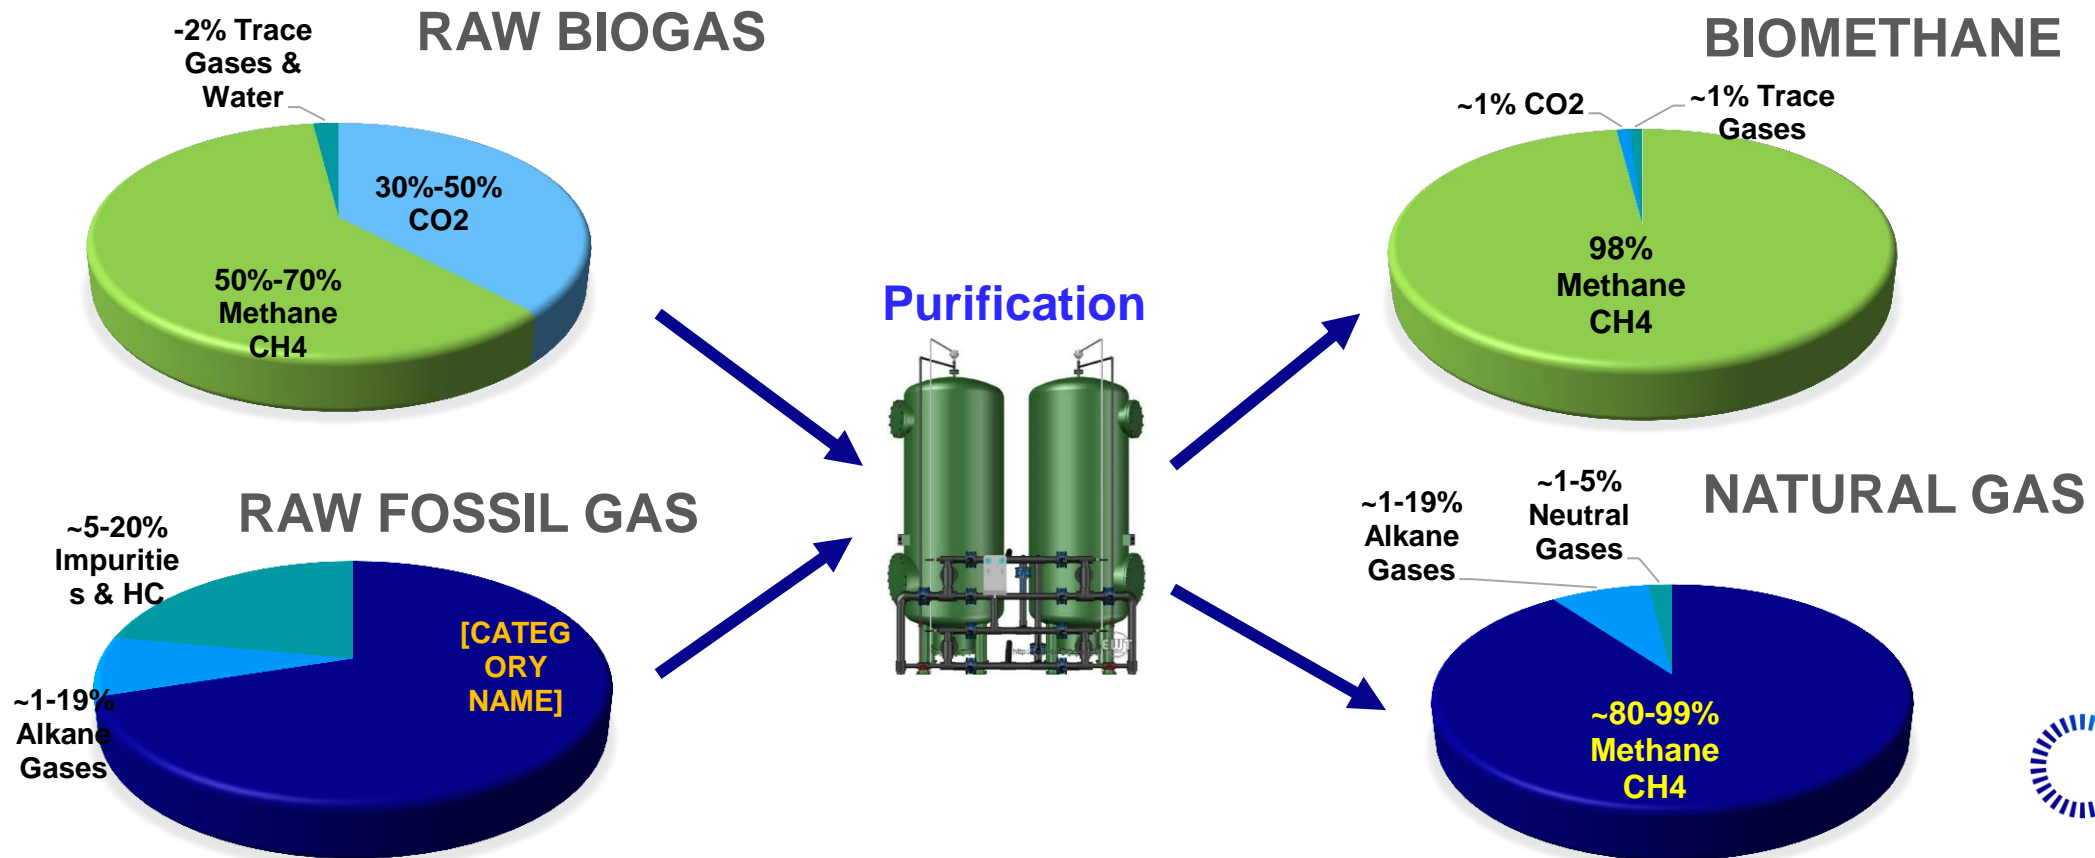 RAW BIOGAS
-2% Trace
Gases &
Water
30%-50%
CO2
50%-70%
Methane
CH4
BIOMETHANE
~1% CO2
~1% Trace
Gases
98%
Methane
CH4
Purification
RAW FOSSIL GAS
~5-20%
Impuritie
s & HC
[CATEG
ORY
NAME]
~1-19%
Alkane
Gases
NATURAL GAS
~1-19%
Alkane
Gases
~1-5%
Neutral
Gases
~80-99%
Methane
CH4
EWT